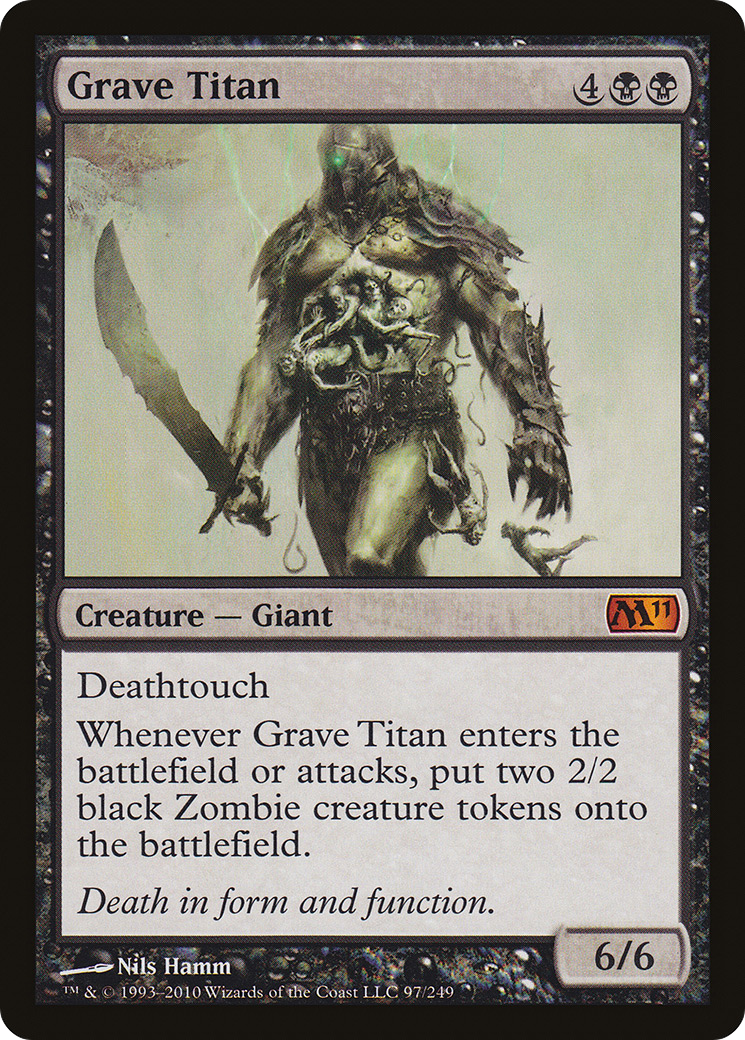 Grave Titan 4
Creature — Giant
M11
Deathtouch
Whenever Grave Titan enters the
battlefield or attacks, put two 2/2
black Zombie creature tokens onto
the battlefield.
Death in form and function.
6/6
Nils Hamm
™ & © 1993–2010 Wizards of the Coast LLC 97/249